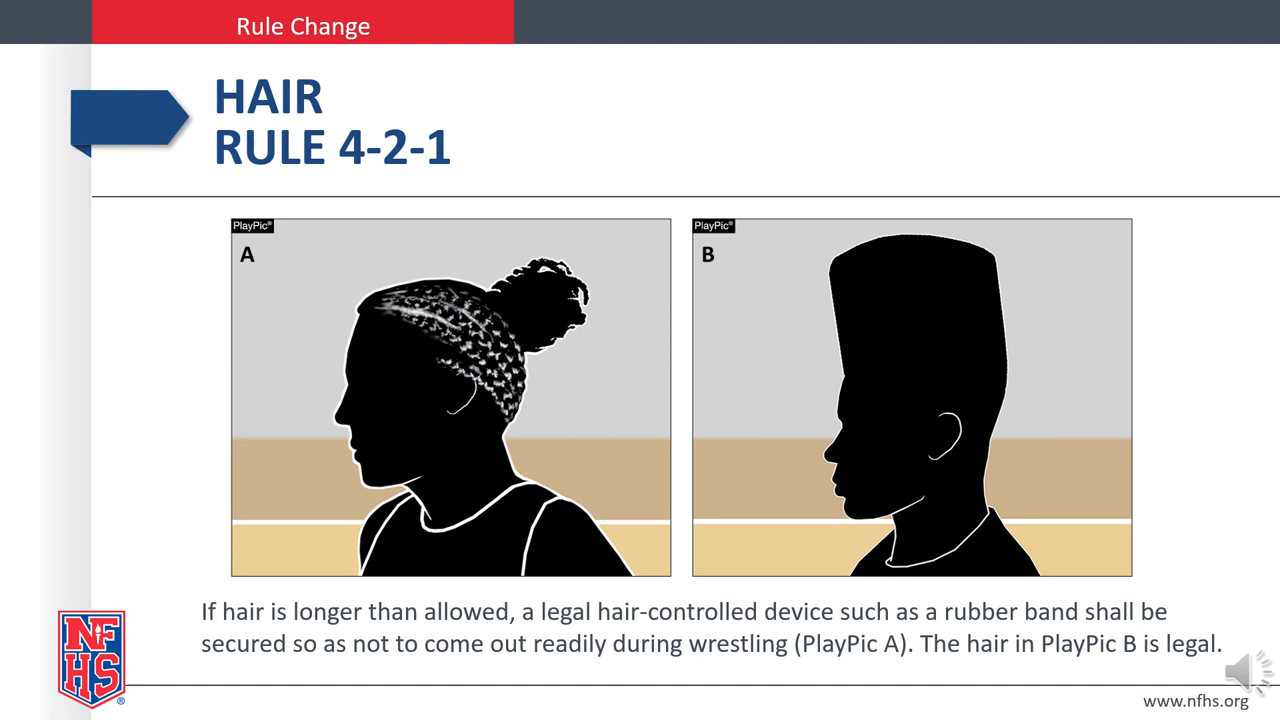 Rule Change
HAIR
RULE 4-2-1
PlayPic®
A
PlayPic®
B
If hair is longer than allowed, a legal hair-controlled device such as a rubber band shall be
secured so as not to come out readily during wrestling (PlayPic A). The hair in PlayPic B is legal.
NF
HS
®
www.nfhs.org